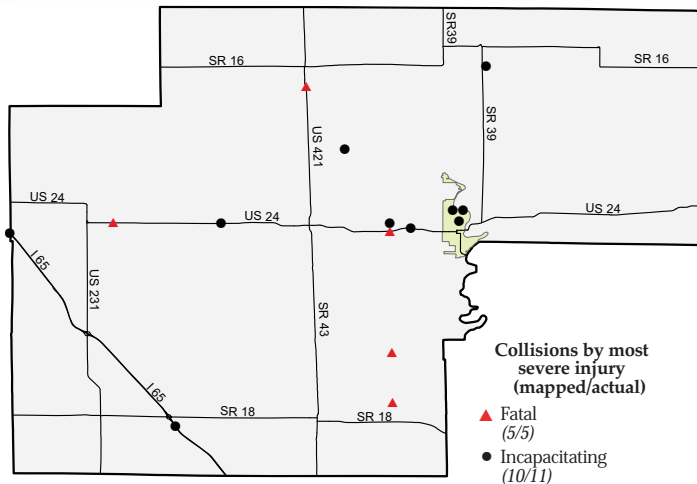 SR39
SR 16
SR 16
US 421
SR 39
US 24
US 24
US 24
I 65
US 231
SR 43
I 65
SR 18
SR 18
Collisions by most
severe injury
(mapped/actual)
Fatal
(5/5)
Incapacitating
(10/11)